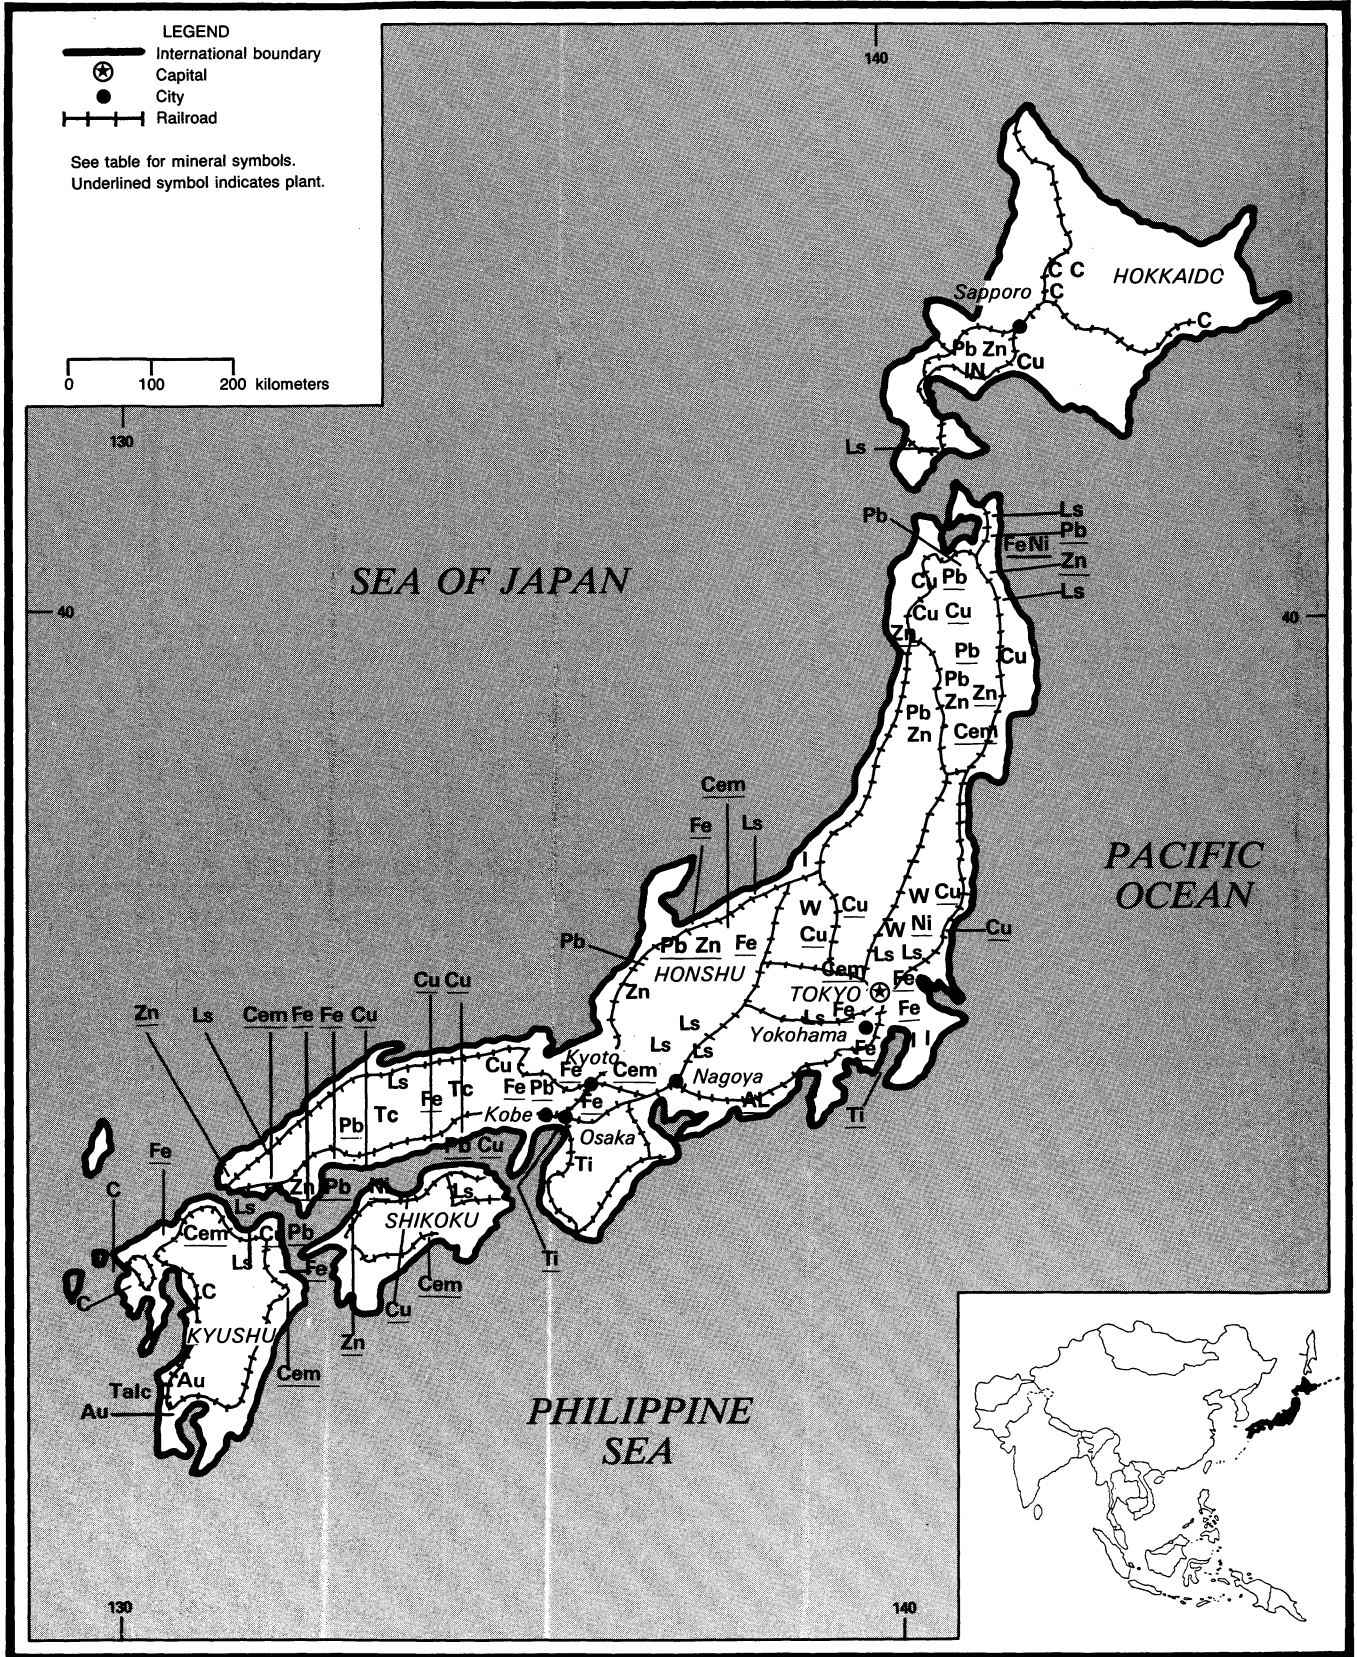 LEGEND
International boundary
Capital
City
Railroad
See table for mineral symbols.
Underlined symbol indicates plant.
0 100 200 kilometers
140
130
HOKKAIDO
Sapporo
C C
C
C
Pb Zn
IN
Cu
Ls
Pb
Ls
Pb
Fe Ni
Zn
Ls
SEA OF JAPAN
40
40
Cu Pb
Cu Cu
Zn
Pb
Cu
Pb
Zn Zn
Pb
Zn
Cem
Cem
Fe
Ls
PACIFIC
OCEAN
I
W
Cu
W Cu
Cu
W Ni
Cu
Pb
Pb Zn
Fe
Ls Ls
HONSHU
Cem
Fe
TOKYO
Zn
Cu Cu
Fe
Ls Fe
Yokohama
I I
Fe
Zn
Ls
Cem Fe Fe Cu
Ls
Ls
Ls
Kyoto
Cu
Fe
Cem
Nagoya
Ls
Tc
Tc
Fe
Fe Pb
Fe
AL
Ti
Pb
Kobe
Osaka
Pb Cu
Ti
Fe
C
Zn Pb
Ni
Ls
Ls
SHIKOKU
Cem
Cu Pb
Ls
Fe
Ti
Cem
C
C
Cu
KYUSHU
Zn
Cem
Au
Talc
Au
PHILIPPINE
SEA
130
140